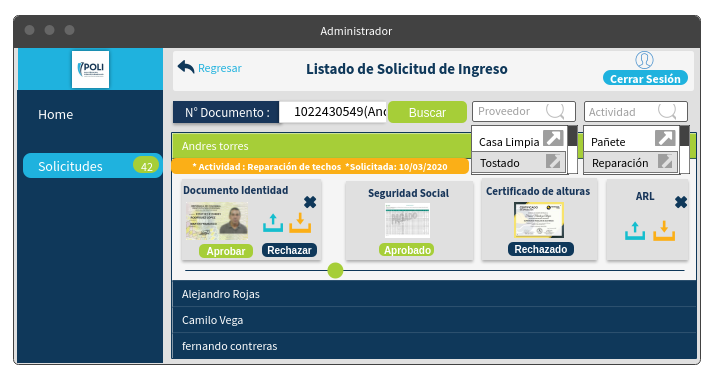 Administrador
POLI
Regresar
Listado de Solicitud de Ingreso
Cerrar Sesión
Home
Solicitudes
42
N° Documento :
1022430549(And
Buscar
Proveedor
Actividad
Casa Limpia
Tostado
Pañete
Reparación
Andres torres
* Actividad : Reparación de techos *Solicitada: 10/03/2020
Documento Identidad
Aprobar
Rechazar
Seguridad Social
PAGADO
Aprobado
Certificado de alturas
Rechazado
ARL
Alejandro Rojas
Camilo Vega
fernando contreras